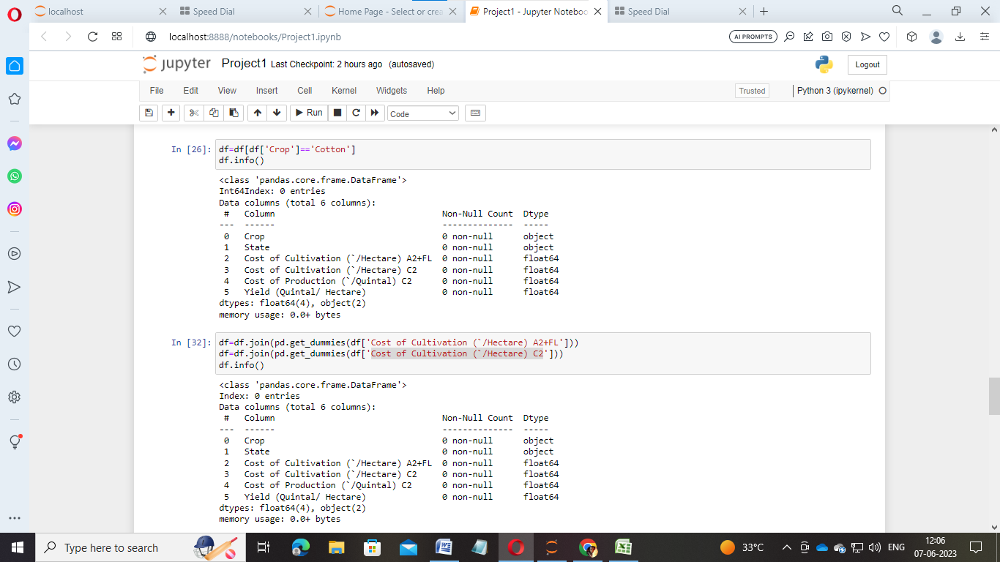 localhost
Speed Dial
Home Page - Select or crea
Project1 - Jupyter Noteboo
Speed Dial
localhost:8888/notebooks/Project1.ipynb
AI PROMPTS
jupyter Project1 Last Checkpoint: 2 hours ago (autosaved)
Logout
File Edit View Insert Cell Kernel Widgets Help
Trusted
Python 3 (ipykernel)
Run
Code
In [26]: df=df[df['Crop']=='Cotton']
df.info()
<class 'pandas.core.frame.DataFrame'>
Int64Index: 0 entries
Data columns (total 6 columns):
# Column Non-Null Count Dtype
--- ------ -------------- -----
0 Crop 0 non-null object
1 State 0 non-null object
2 Cost of Cultivation (`/Hectare) A2+FL 0 non-null float64
3 Cost of Cultivation (`/Hectare) C2 0 non-null float64
4 Cost of Production (`/Quintal) C2 0 non-null float64
5 Yield (Quintal/ Hectare) 0 non-null float64
dtypes: float64(4), object(2)
memory usage: 0.0+ bytes
In [32]: df=df.join(pd.get_dummies(df['Cost of Cultivation (`/Hectare) A2+FL']))
df=df.join(pd.get_dummies(df['Cost of Cultivation (`/Hectare) C2']))
df.info()
<class 'pandas.core.frame.DataFrame'>
Index: 0 entries
Data columns (total 6 columns):
# Column Non-Null Count Dtype
--- ------ -------------- -----
0 Crop 0 non-null object
1 State 0 non-null object
2 Cost of Cultivation (`/Hectare) A2+FL 0 non-null float64
3 Cost of Cultivation (`/Hectare) C2 0 non-null float64
4 Cost of Production (`/Quintal) C2 0 non-null float64
5 Yield (Quintal/ Hectare) 0 non-null float64
dtypes: float64(4), object(2)
memory usage: 0.0+ bytes
Type here to search
33°C
ENG
12:06
07-06-2023